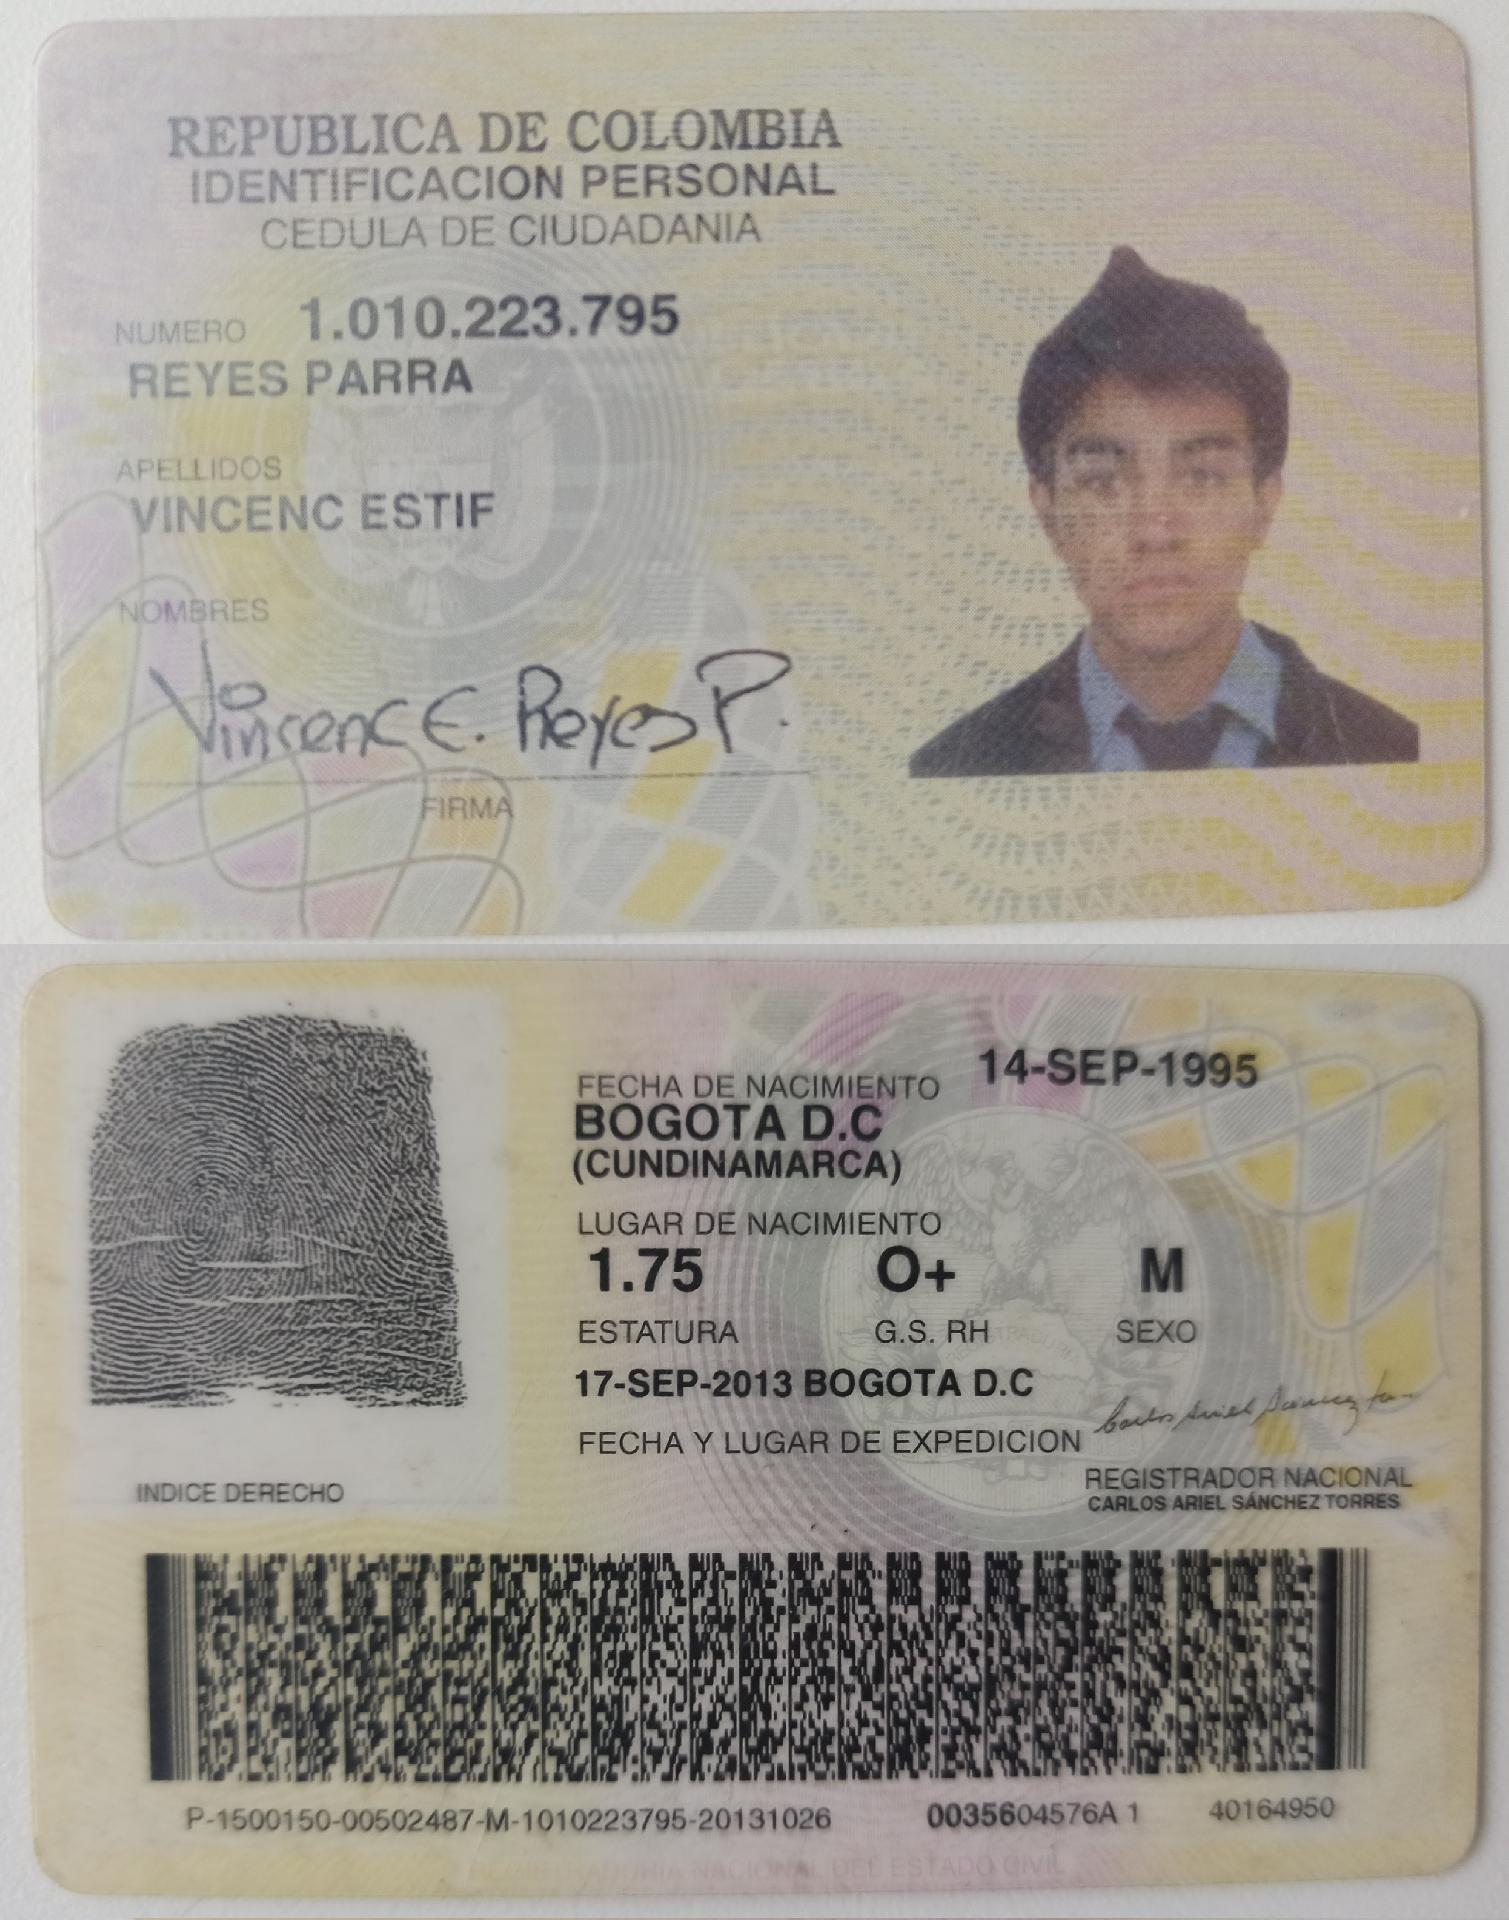 REPUBLICA DE COLOMBIA
IDENTIFICACION PERSONAL
CEDULA DE CIUDADANIA
NUMERO 1.010.223.795
REYES PARRA
APELLIDOS
VINCENC ESTIF
NOMBRES
Vincenc E. Reyes P.
FIRMA
FECHA DE NACIMIENTO 14-SEP-1995
BOGOTA D.C
(CUNDINAMARCA)
LUGAR DE NACIMIENTO
1.75 O+ M
ESTATURA G.S. RH SEXO
17-SEP-2013 BOGOTA D.C
FECHA Y LUGAR DE EXPEDICION
Carlos Ariel Sánchez
REGISTRADOR NACIONAL
CARLOS ARIEL SÁNCHEZ TORRES
INDICE DERECHO
P-1500150-00502487-M-1010223795-20131026 0035604576A 1 40164950
REGISTRADURIA NACIONAL DEL ESTADO CIVIL